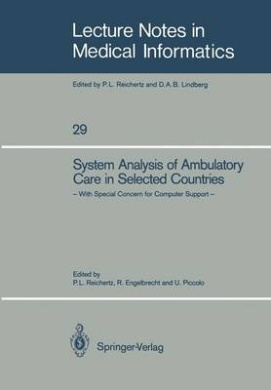 Lecture Notes in
Medical Informatics
Edited by P. L. Reichertz and D. A. B. Lindberg
29
System Analysis of Ambulatory
Care in Selected Countries
– With Special Concern for Computer Support –
Edited by
P. L. Reichertz, R. Engelbrecht and U. Piccolo
Springer-Verlag